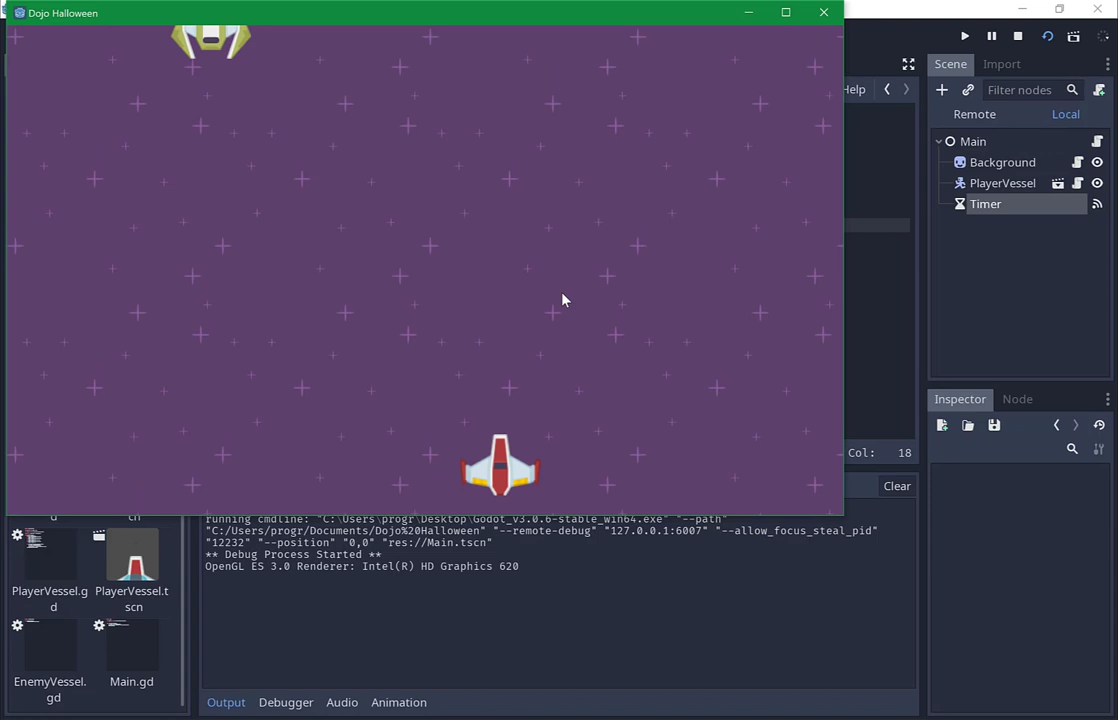 Dojo Halloween
Help
Scene
Import
Filter nodes
Remote
Local
Main
Background
PlayerVessel
Timer
Inspector
Node
Col: 18
Clear
d
cn
running cmdline: "C:\Users\progr\Desktop\Godot_v3.0.6-stable_win64.exe" "--path"
"C:/Users/progr/Documents/Dojo%20Halloween" "--remote-debug" "127.0.0.1:6007" "--allow_focus_steal_pid"
"12232" "--position" "0,0" "res://Main.tscn"
** Debug Process Started **
OpenGL ES 3.0 Renderer: Intel(R) HD Graphics 620
PlayerVessel.g
d
PlayerVessel.t
scn
EnemyVessel.
gd
Main.gd
Output
Debugger
Audio
Animation